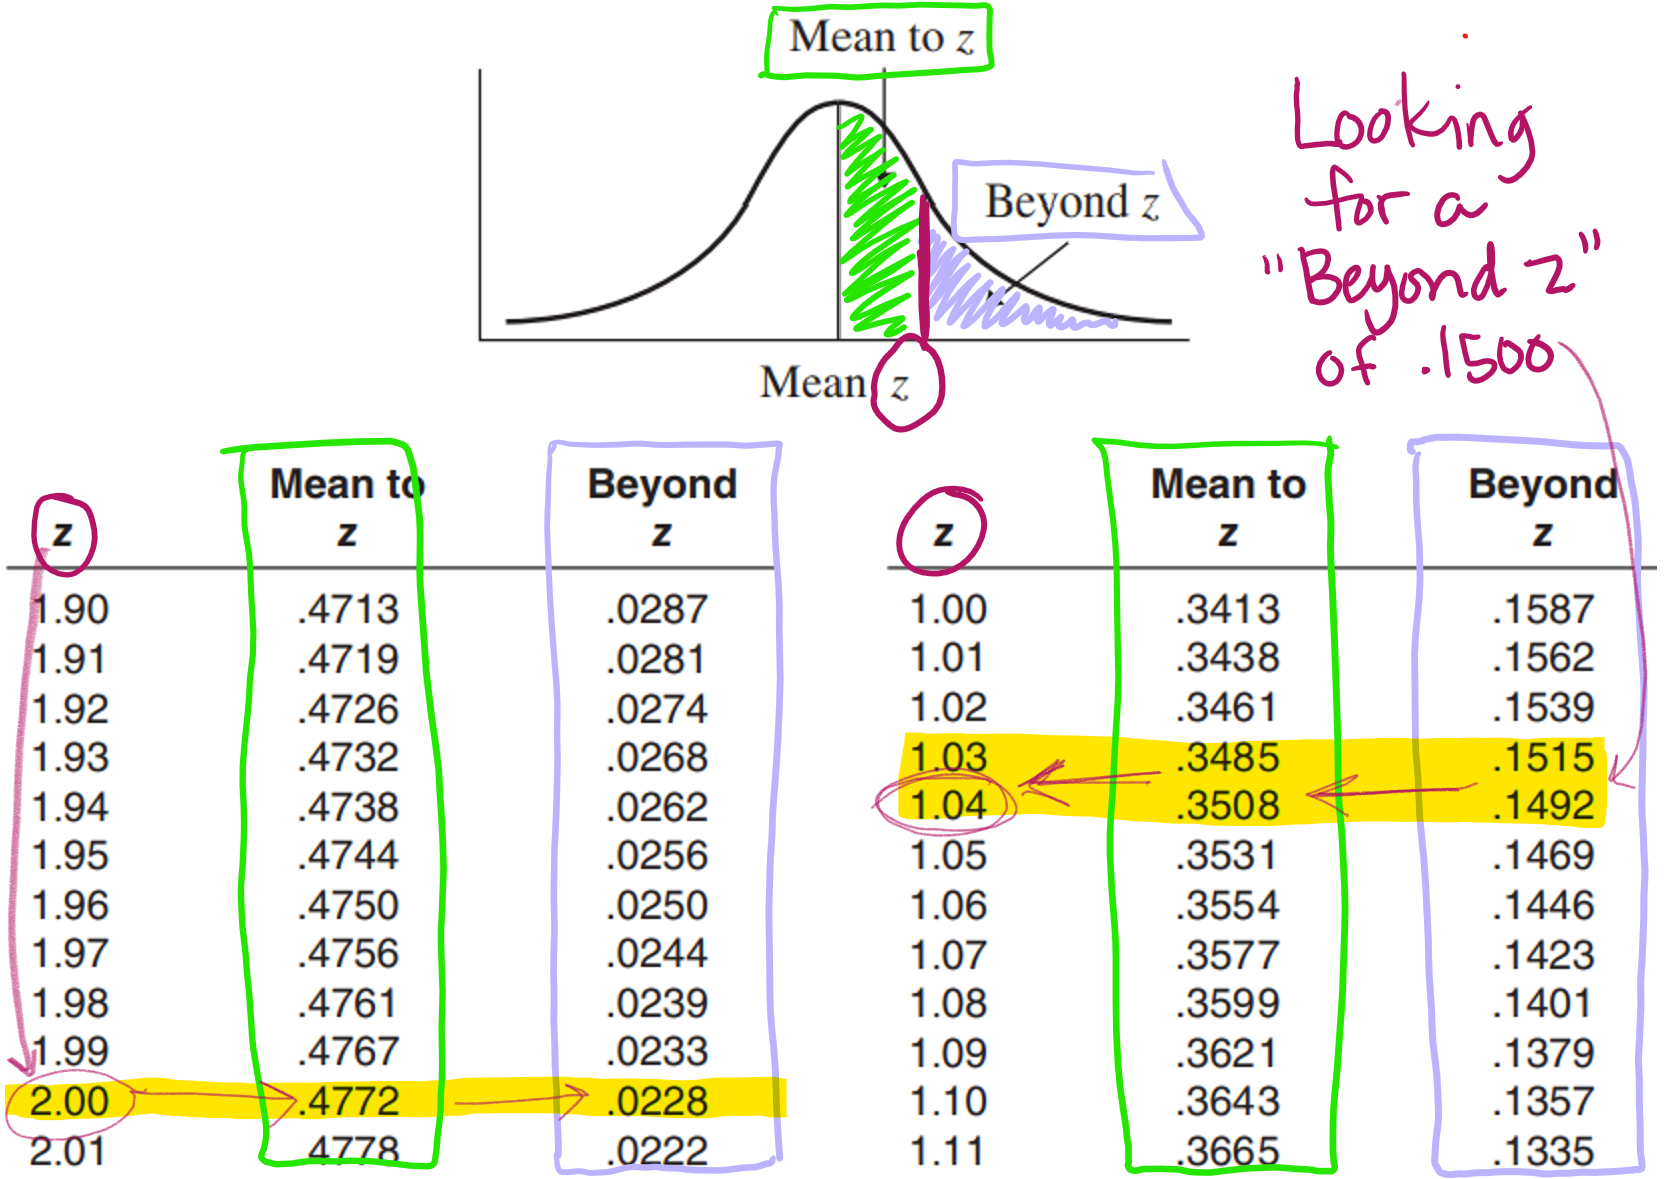 Mean to z
Beyond z
Mean z
Looking
for a
"Beyond z"
of .1500
Mean to Beyond
z z z
1.90 .4713 .0287
1.91 .4719 .0281
1.92 .4726 .0274
1.93 .4732 .0268
1.94 .4738 .0262
1.95 .4744 .0256
1.96 .4750 .0250
1.97 .4756 .0244
1.98 .4761 .0239
1.99 .4767 .0233
2.00 .4772 .0228
2.01 .4778 .0222
Mean to Beyond
z z z
1.00 .3413 .1587
1.01 .3438 .1562
1.02 .3461 .1539
1.03 .3485 .1515
1.04 .3508 .1492
1.05 .3531 .1469
1.06 .3554 .1446
1.07 .3577 .1423
1.08 .3599 .1401
1.09 .3621 .1379
1.10 .3643 .1357
1.11 .3665 .1335